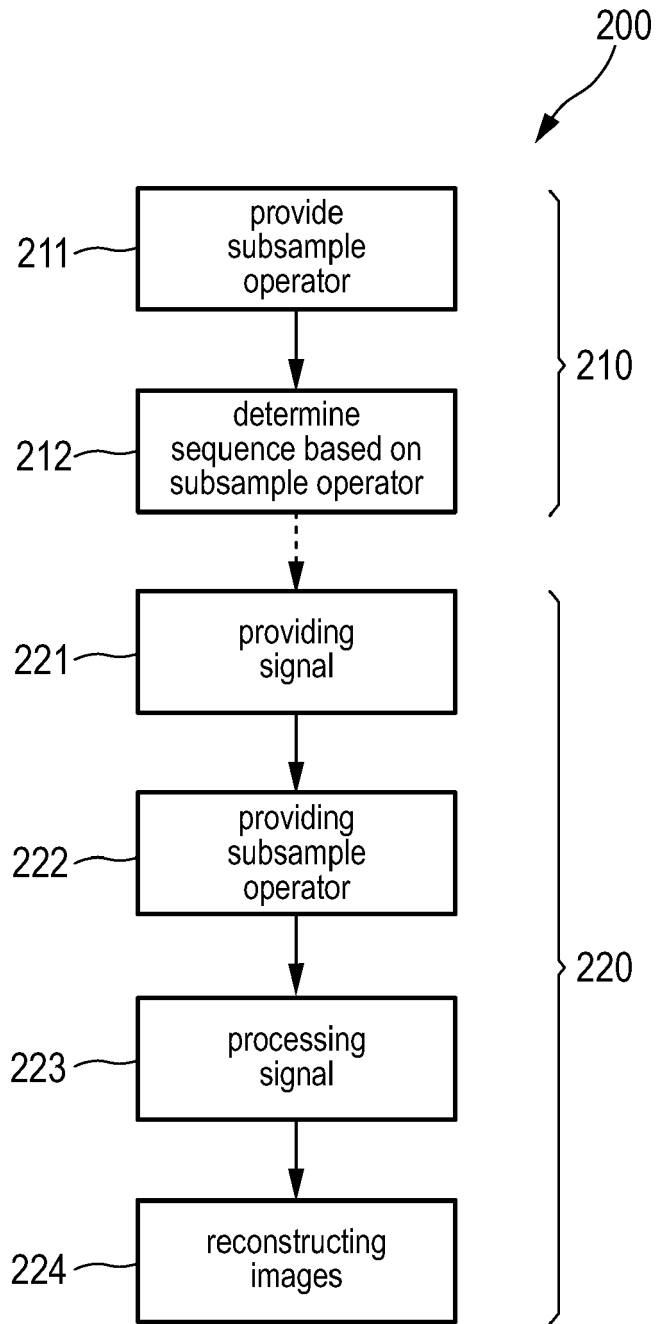 200
provide
subsample
operator
211
210
determine
sequence based on
subsample operator
212
providing
signal
221
providing
subsample
operator
222
220
processing
signal
223
reconstructing
images
224